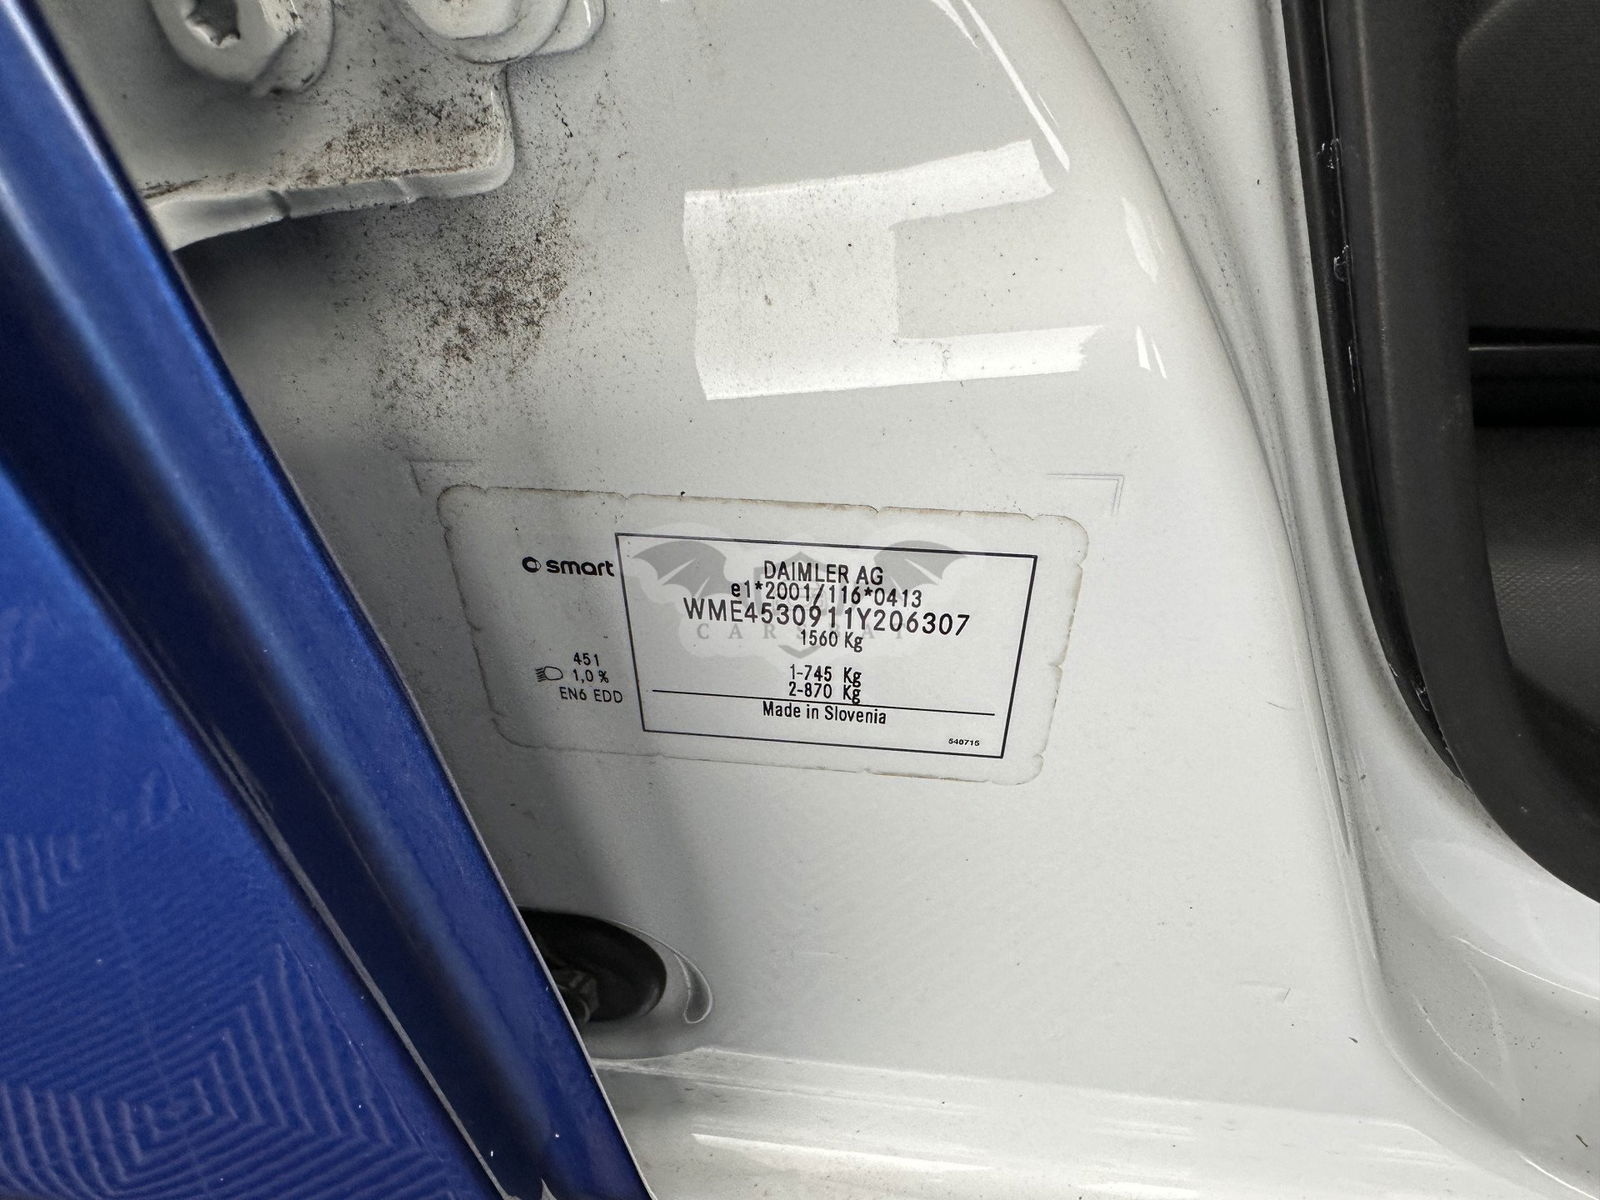 smart
DAIMLER AG
e1*2001/116*0413
WME4530911Y206307
CARSBAT
1560 Kg
451
1,0 %
EN6 EDD
1-745 Kg
2-870 Kg
Made in Slovenia
540715